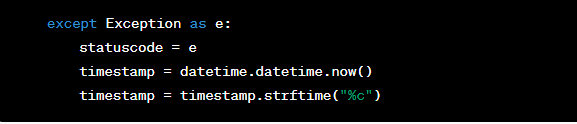 except Exception as e:
statuscode = e
timestamp = datetime.datetime.now()
timestamp = timestamp.strftime("%c")